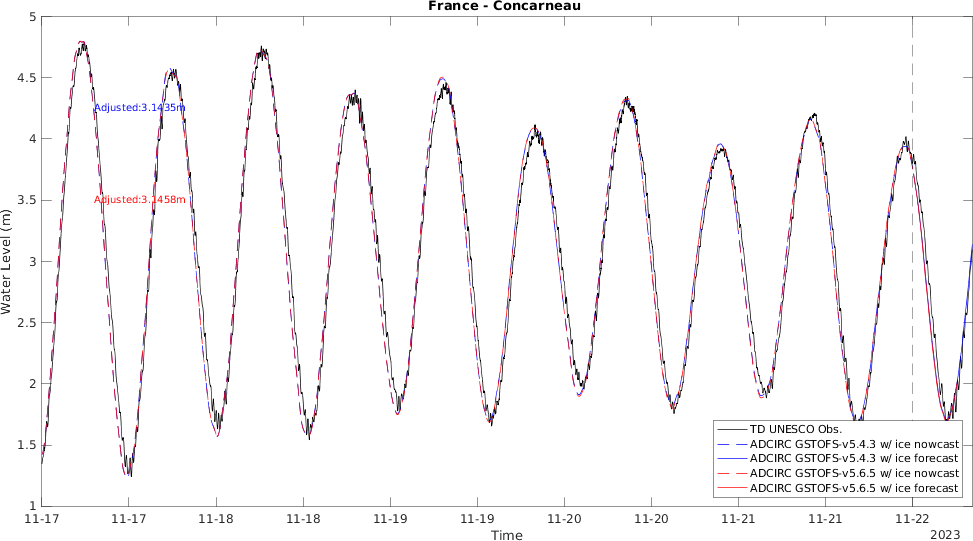 France - Concarneau
5
4.5
4
3.5
3
2.5
2
1.5
1
Water Level (m)
Adjusted:3.1435m
Adjusted:3.1458m
TD UNESCO Obs.
ADCIRC GSTOFS-v5.4.3 w/ ice nowcast
ADCIRC GSTOFS-v5.4.3 w/ ice forecast
ADCIRC GSTOFS-v5.6.5 w/ ice nowcast
ADCIRC GSTOFS-v5.6.5 w/ ice forecast
11-17 11-17 11-18 11-18 11-19 11-19 11-20 11-20 11-21 11-21 11-22
2023
Time